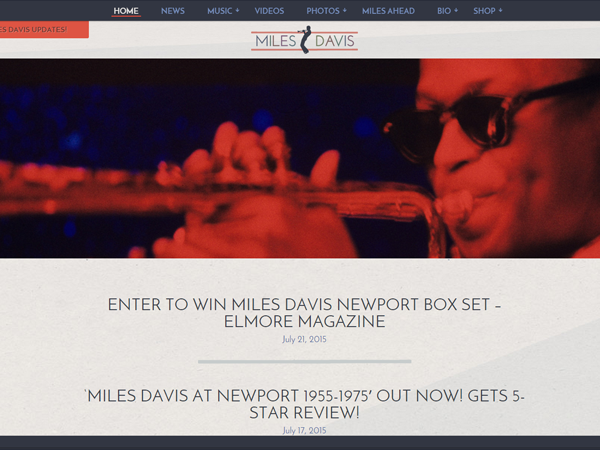 HOME NEWS MUSIC + VIDEOS PHOTOS + MILES AHEAD BIO + SHOP +
ES DAVIS UPDATES!
MILES DAVIS
ENTER TO WIN MILES DAVIS NEWPORT BOX SET –
ELMORE MAGAZINE
July 21, 2015
‘MILES DAVIS AT NEWPORT 1955-1975′ OUT NOW! GETS 5-
STAR REVIEW!
July 17, 2015